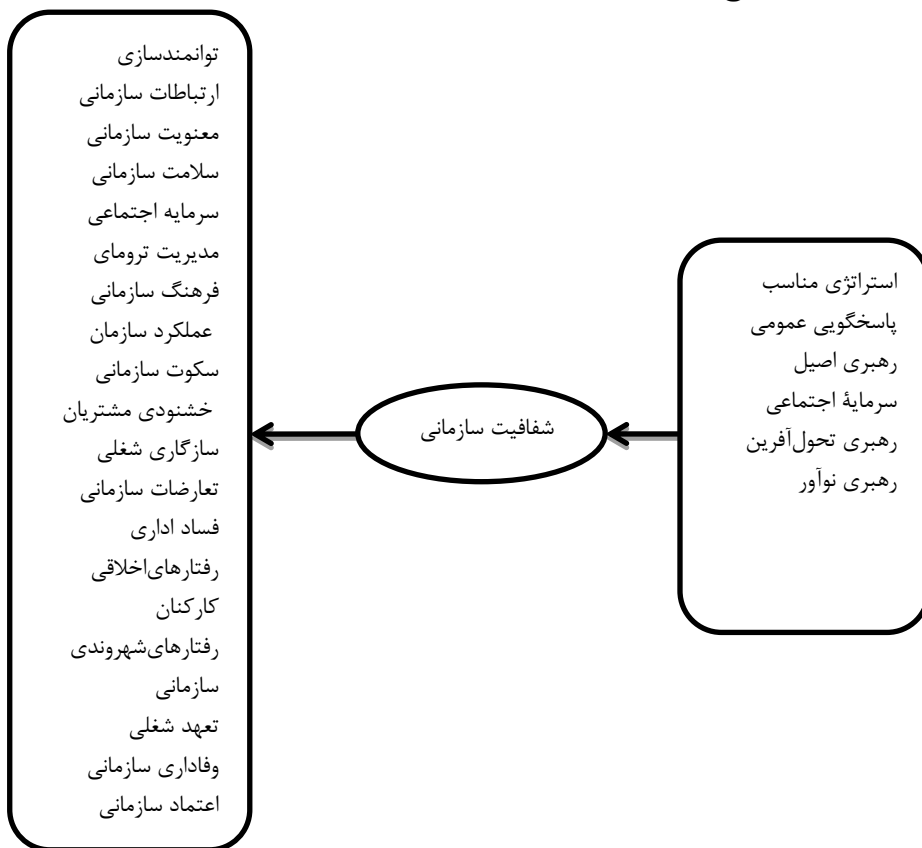 استراتژی مناسب
پاسخگویی عمومی
رهبری اصیل
سرمایۀ اجتماعی
رهبری تحول‌آفرین
رهبری نوآور
شفافیت سازمانی
توانمندسازی
ارتباطات سازمانی
معنویت سازمانی
سلامت سازمانی
سرمایه اجتماعی
مدیریت ترومای
فرهنگ سازمانی
عملکرد سازمان
سکوت سازمانی
خشنودی مشتریان
سازگاری شغلی
تعارضات سازمانی
فساد اداری
رفتارهای‌اخلاقی
کارکنان
رفتارهای‌شهروندی
سازمانی
تعهد شغلی
وفاداری سازمانی
اعتماد سازمانی